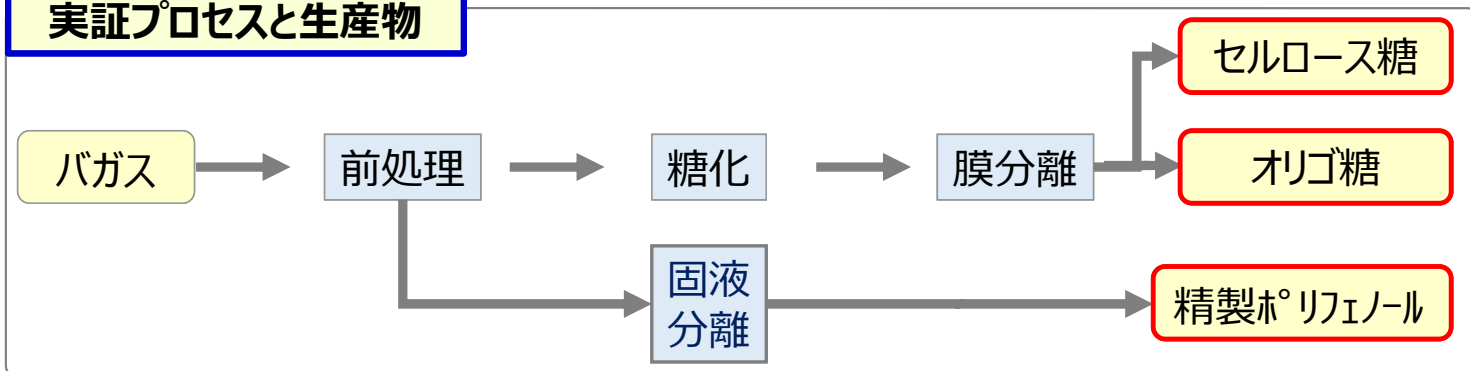 実証プロセスと生産物
セルロース糖
バガス
前処理
糖化
膜分離
オリゴ糖
固液
分離
精製ﾎﾟﾘﾌｪﾉｰﾙ